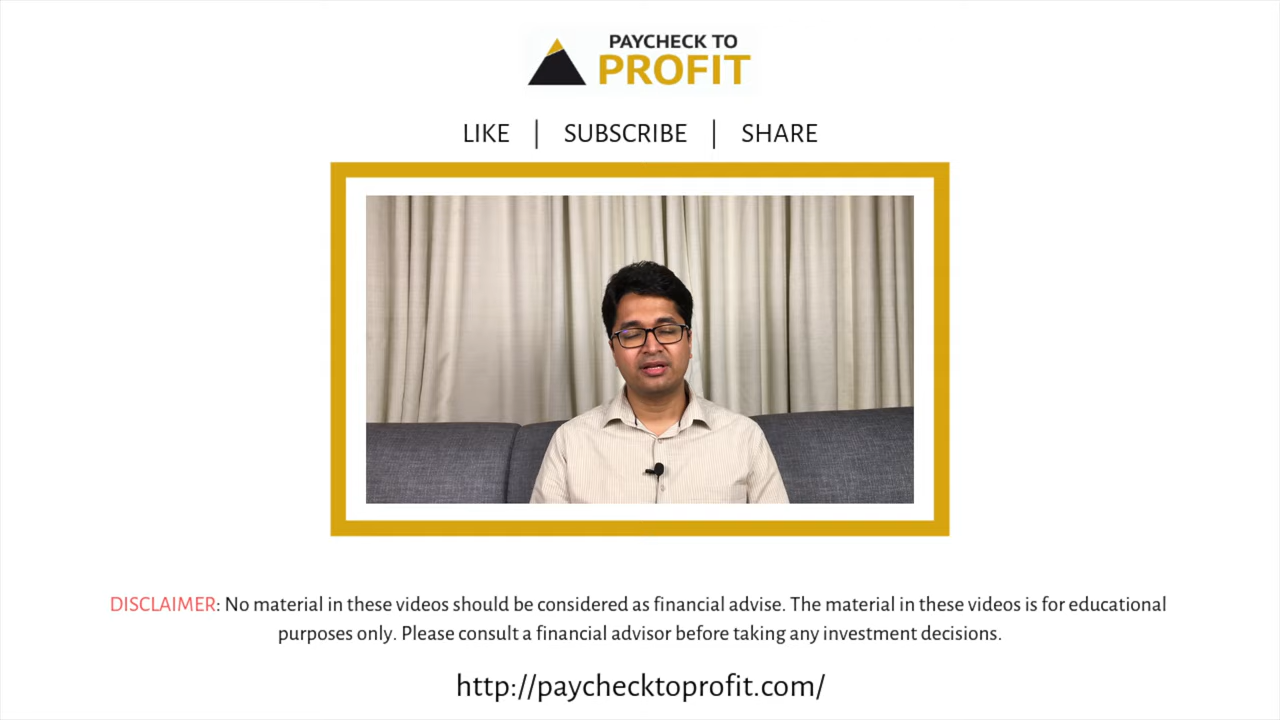 PAYCHECK TO
PROFIT
LIKE | SUBSCRIBE | SHARE
DISCLAIMER: No material in these videos should be considered as financial advise. The material in these videos is for educational
purposes only. Please consult a financial advisor before taking any investment decisions.
http://paychecktoprofit.com/